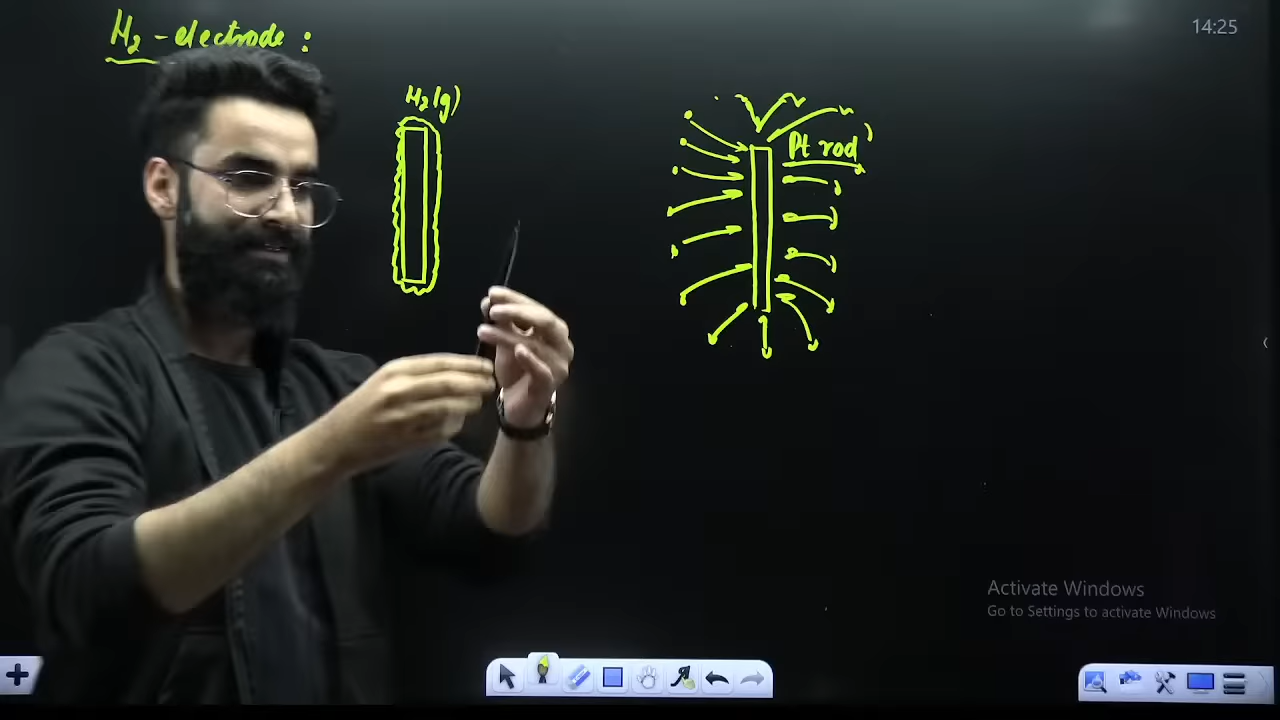 H2 - electrode :
14:25
H2(g)
Pt rod
Activate Windows
Go to Settings to activate Windows